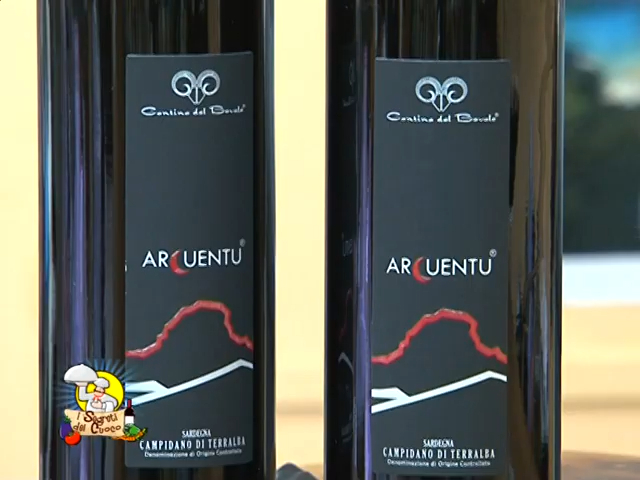 Cantina del Bovale®
ARCUENTU®
SARDEGNA
CAMPIDANO DI TERRALBA
Denominazione di Origine Controllata
Cantina del Bovale®
ARCUENTU®
SARDEGNA
CAMPIDANO DI TERRALBA
Denominazione di Origine Controllata
I Segreti
del Cuoco